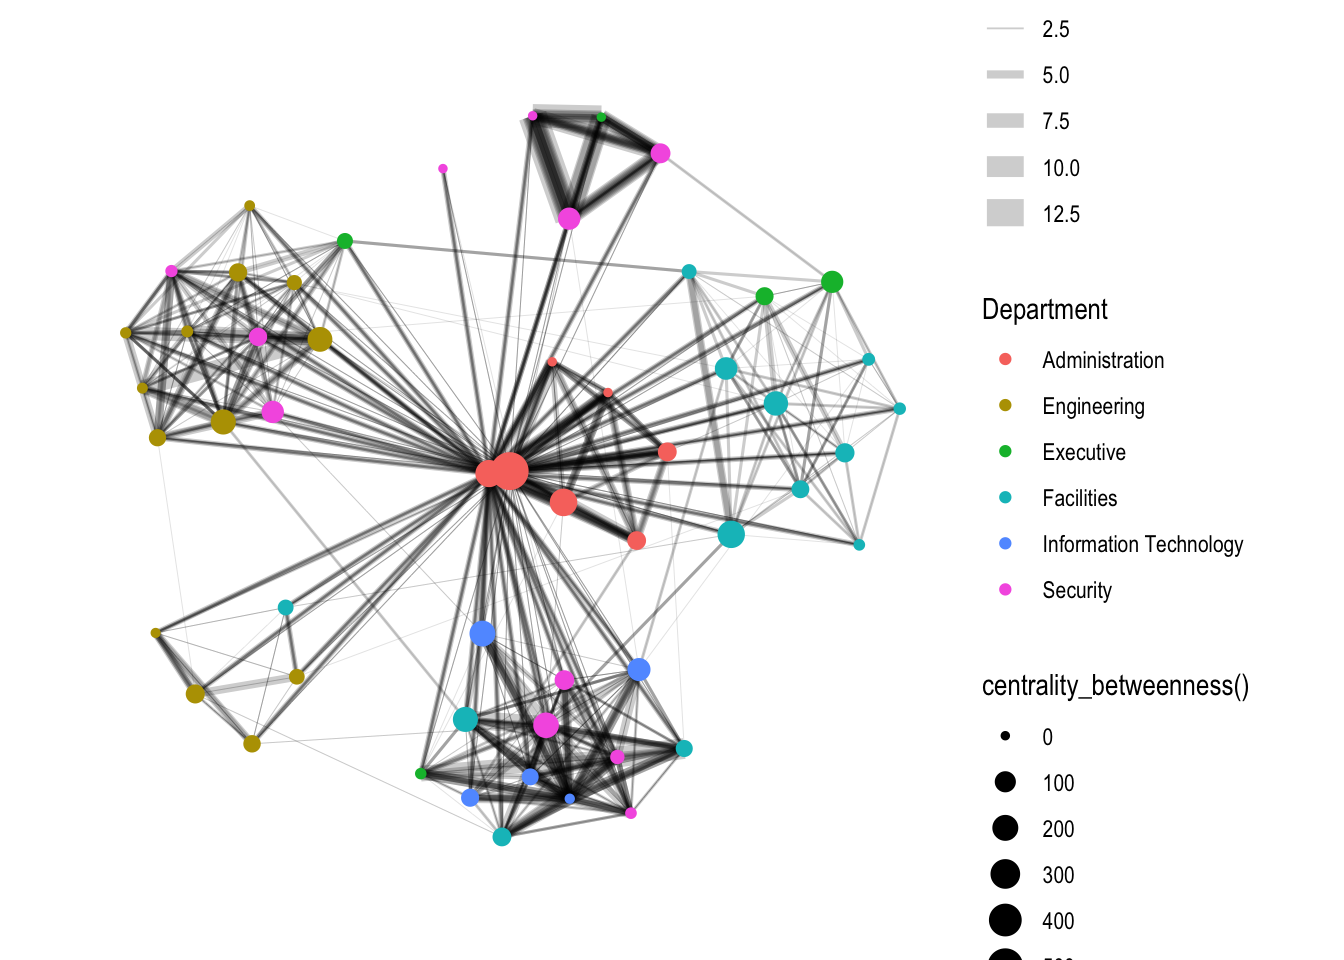 2.5
5.0
7.5
10.0
12.5
Department
Administration
Engineering
Executive
Facilities
Information Technology
Security
centrality_betweenness()
0
100
200
300
400